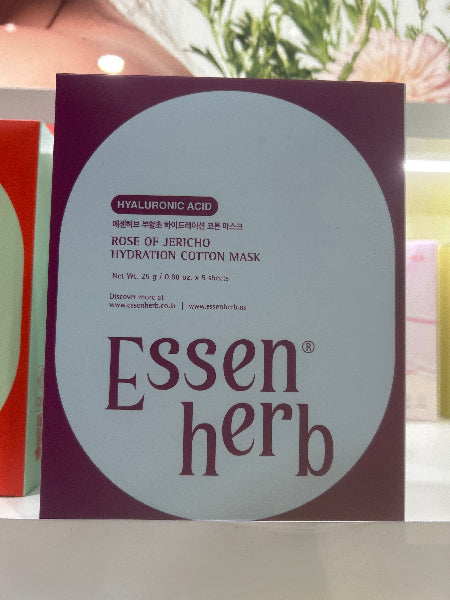 HYALURONIC ACID
에센허브 부활초 하이드레이션 코튼 마스크
ROSE OF JERICHO
HYDRATION COTTON MASK
Net Wt. 25 g / 0.88 oz. x 5 sheets
Discover more at
www.essenherb.co.kr | www.essenherb.us
Essen®
herb